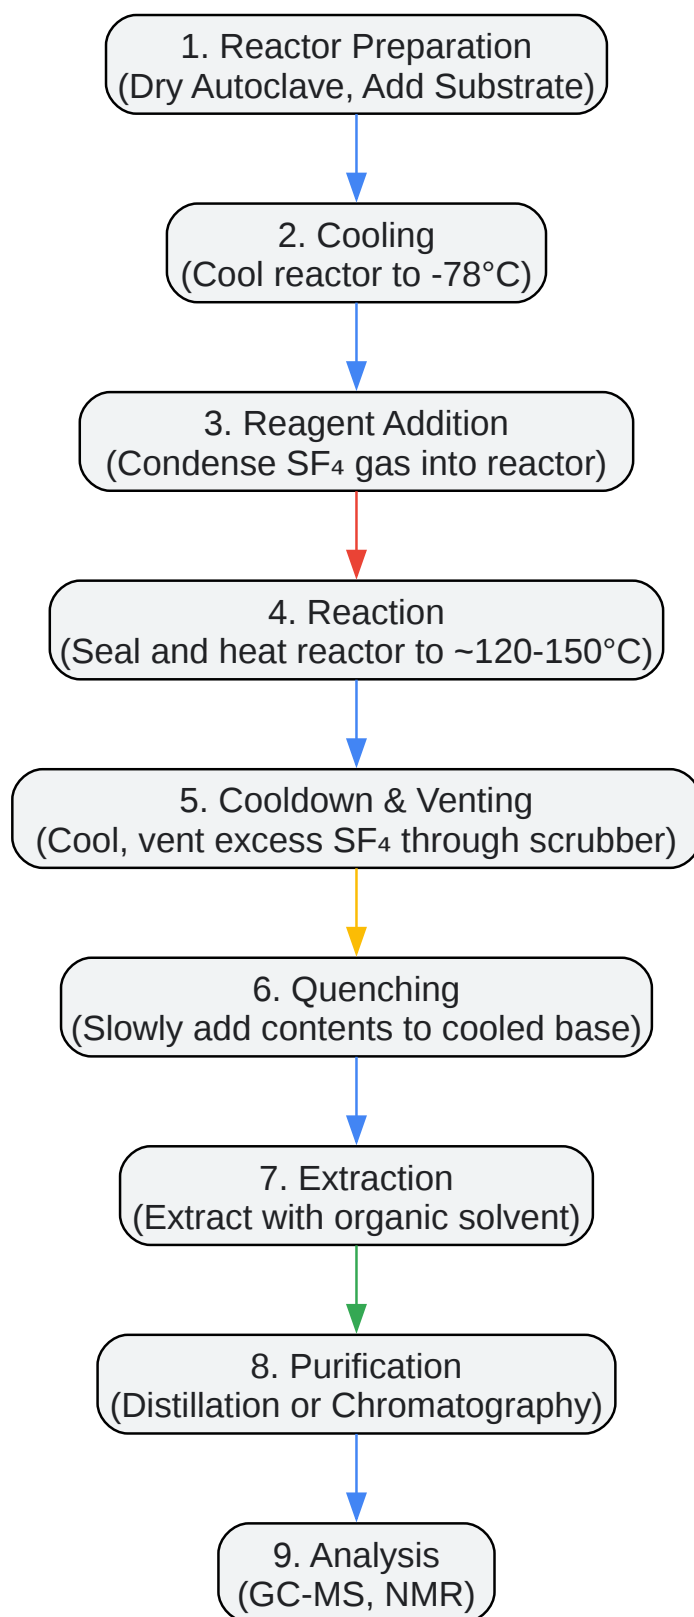 1. Reactor Preparation
(Dry Autoclave, Add Substrate)
2. Cooling
(Cool reactor to -78°C)
3. Reagent Addition
(Condense SF₄ gas into reactor)
4. Reaction
(Seal and heat reactor to ~120-150°C)
5. Cooldown & Venting
(Cool, vent excess SF₄ through scrubber)
6. Quenching
(Slowly add contents to cooled base)
7. Extraction
(Extract with organic solvent)
8. Purification
(Distillation or Chromatography)
9. Analysis
(GC-MS, NMR)